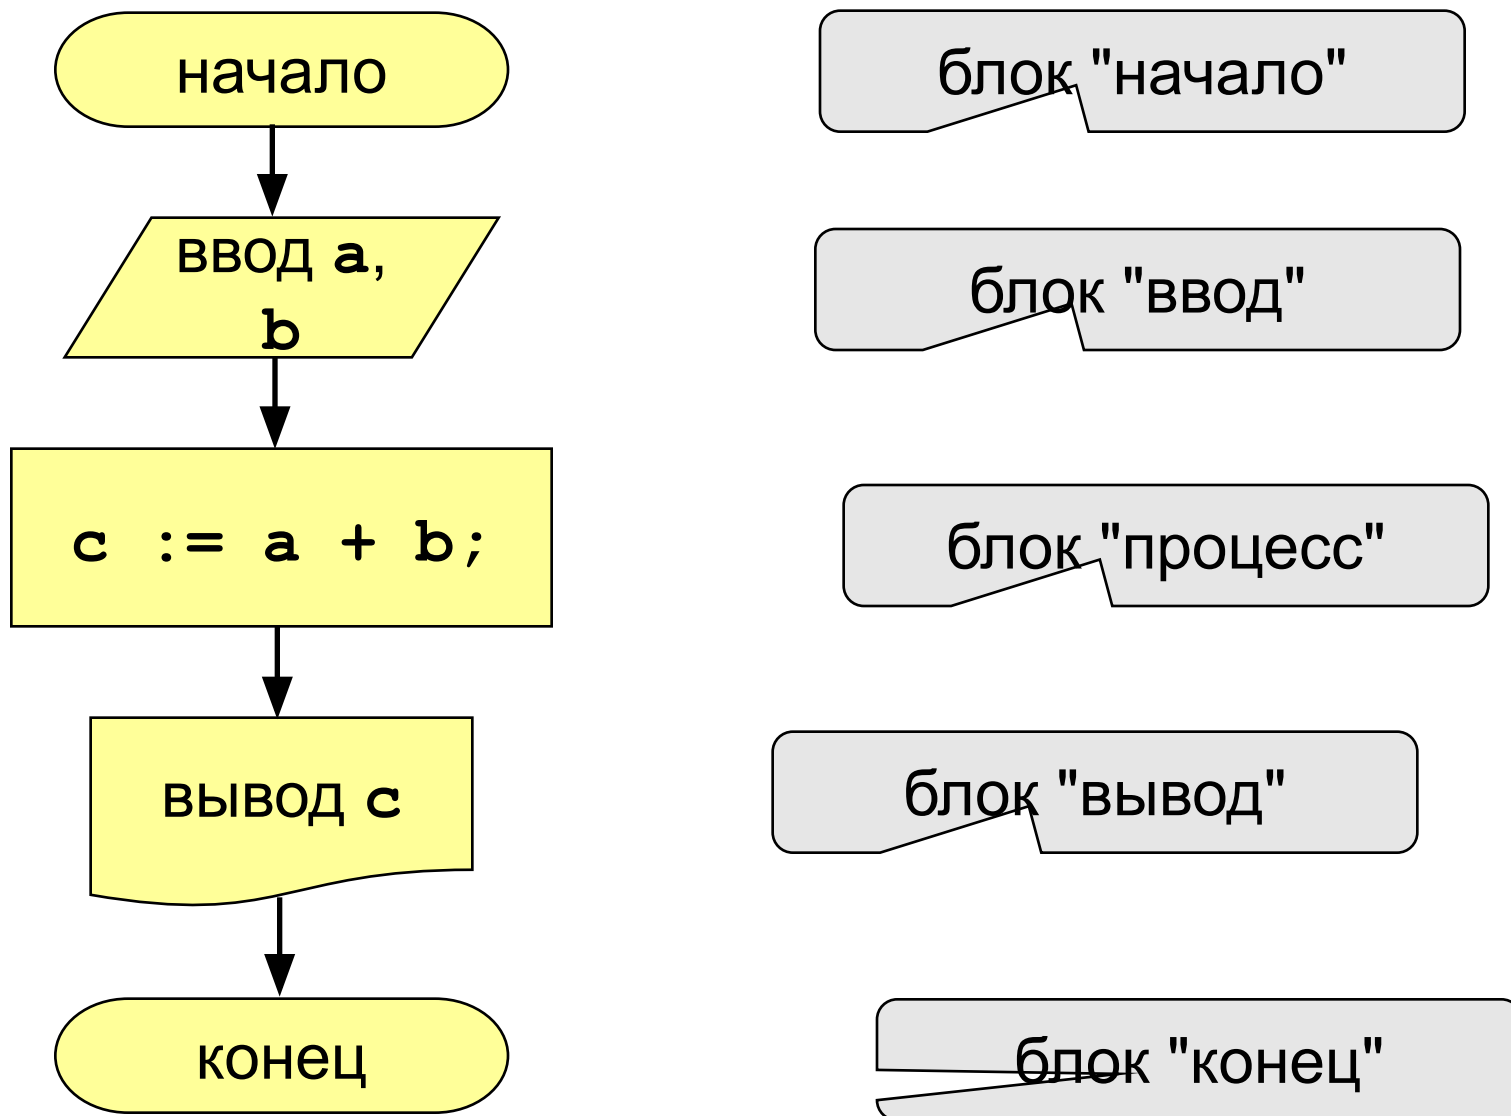 начало
блок "начало"
ввод a,
b
блок "ввод"
c := a + b;
блок "процесс"
вывод c
блок "вывод"
конец
блок "конец"